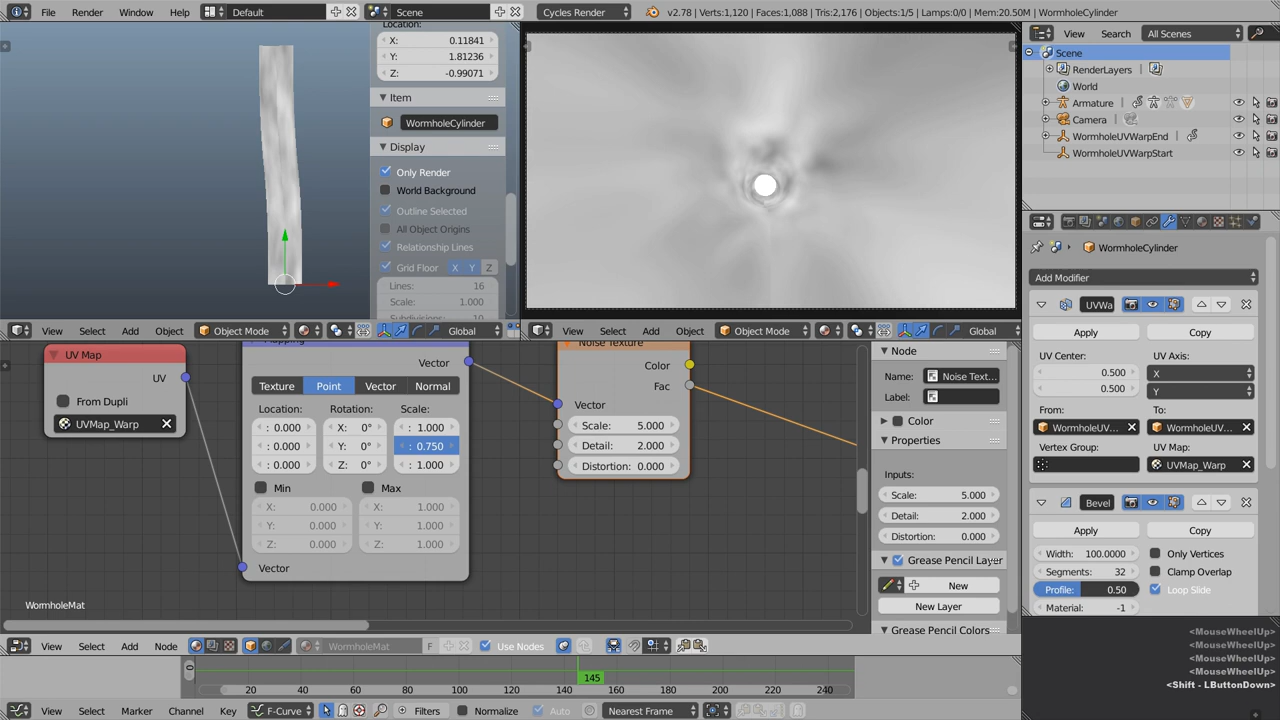 File Render Window Help Default Scene Cycles Render v2.78 | Verts:1,120 | Faces:1,088 | Tris:2,176 | Objects:1/5 | Lamps:0/0 | Mem:20.50M | WormholeCylinder
Location:
X: 0.11841
Y: 1.81236
Z: -0.99071
Item
WormholeCylinder
Display
Only Render
World Background
Outline Selected
All Object Origins
Relationship Lines
Grid Floor X Y Z
Lines: 16
Scale: 1.000
Subdivisions: 10
View Select Add Object Object Mode Global
View Select Add Object Object Mode Global
View Search All Scenes
Scene
RenderLayers
World
Armature
Camera
WormholeUVWarpEnd
WormholeUVWarpStart
WormholeCylinder
Add Modifier
UVWa
Apply Copy
UV Center: UV Axis:
0.500 X
0.500 Y
From: To:
WormholeUV... WormholeUV...
Vertex Group: UV Map:
UVMap_Warp
Bevel
Apply Copy
Width: 100.0000 Only Vertices
Segments: 32 Clamp Overlap
Profile: 0.50 Loop Slide
Material: -1
UV Map
UV
From Dupli
UVMap_Warp
Mapping
Vector
Texture Point Vector Normal
Location: Rotation: Scale:
: 0.000 X: 0° : 1.000
: 0.000 Y: 0° : 0.750
: 0.000 Z: 0° : 1.000
Min Max
X: 0.000 X: 1.000
Y: 0.000 Y: 1.000
Z: 0.000 Z: 1.000
Vector
Noise Texture
Color
Fac
Vector
Scale: 5.000
Detail: 2.000
Distortion: 0.000
Node
Name: Noise Text...
Label:
Color
Properties
Inputs:
Scale: 5.000
Detail: 2.000
Distortion: 0.000
Grease Pencil Layer
New
New Layer
Grease Pencil Colors
WormholeMat
View Select Add Node WormholeMat F Use Nodes
0
145
20 40 60 80 100 120 140 160 180 200 220 240
View Select Marker Channel Key F-Curve Filters Normalize Auto Nearest Frame
<MouseWheelUp>
<MouseWheelUp>
<MouseWheelUp>
<MouseWheelUp>
<Shift - LButtonDown>